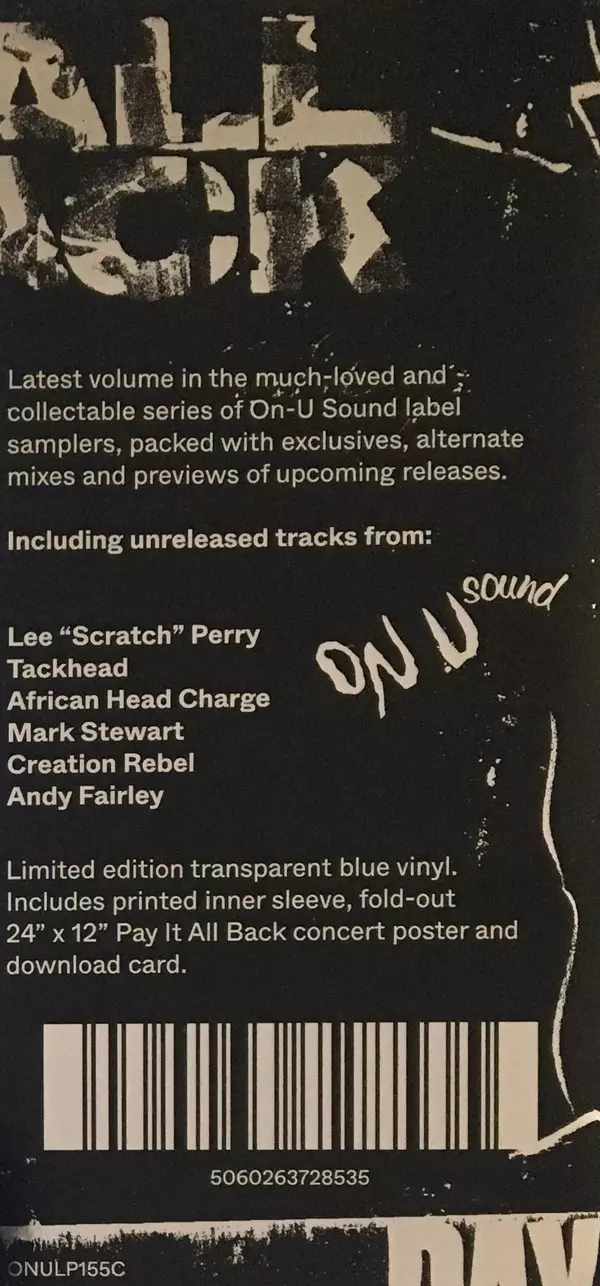 ALL
ACK
Latest volume in the much-loved and
collectable series of On-U Sound label
samplers, packed with exclusives, alternate
mixes and previews of upcoming releases.
Including unreleased tracks from:
sound
ON U
Lee “Scratch” Perry
Tackhead
African Head Charge
Mark Stewart
Creation Rebel
Andy Fairley
Limited edition transparent blue vinyl.
Includes printed inner sleeve, fold-out
24” x 12” Pay It All Back concert poster and
download card.
5060263728535
PAY
ONULP155C